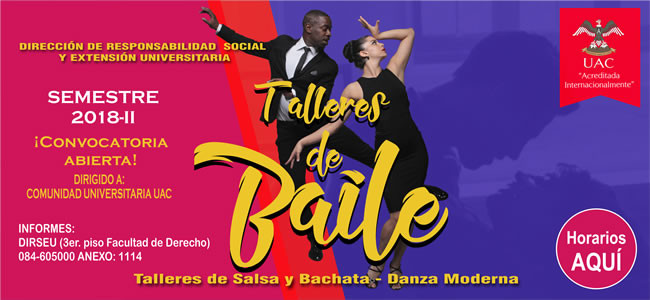 DIRECCIÓN DE RESPONSABILIDAD SOCIAL
Y EXTENSIÓN UNIVERSITARIA
SEMESTRE
2018-II
¡CONVOCATORIA
ABIERTA!
DIRIGIDO A:
COMUNIDAD UNIVERSITARIA UAC
INFORMES:
DIRSEU (3er. piso Facultad de Derecho)
084-605000 ANEXO: 1114
Talleres
de
Baile
Talleres de Salsa y Bachata - Danza Moderna
UAC
"Acreditada
Internacionalmente"
Horarios
AQUÍ